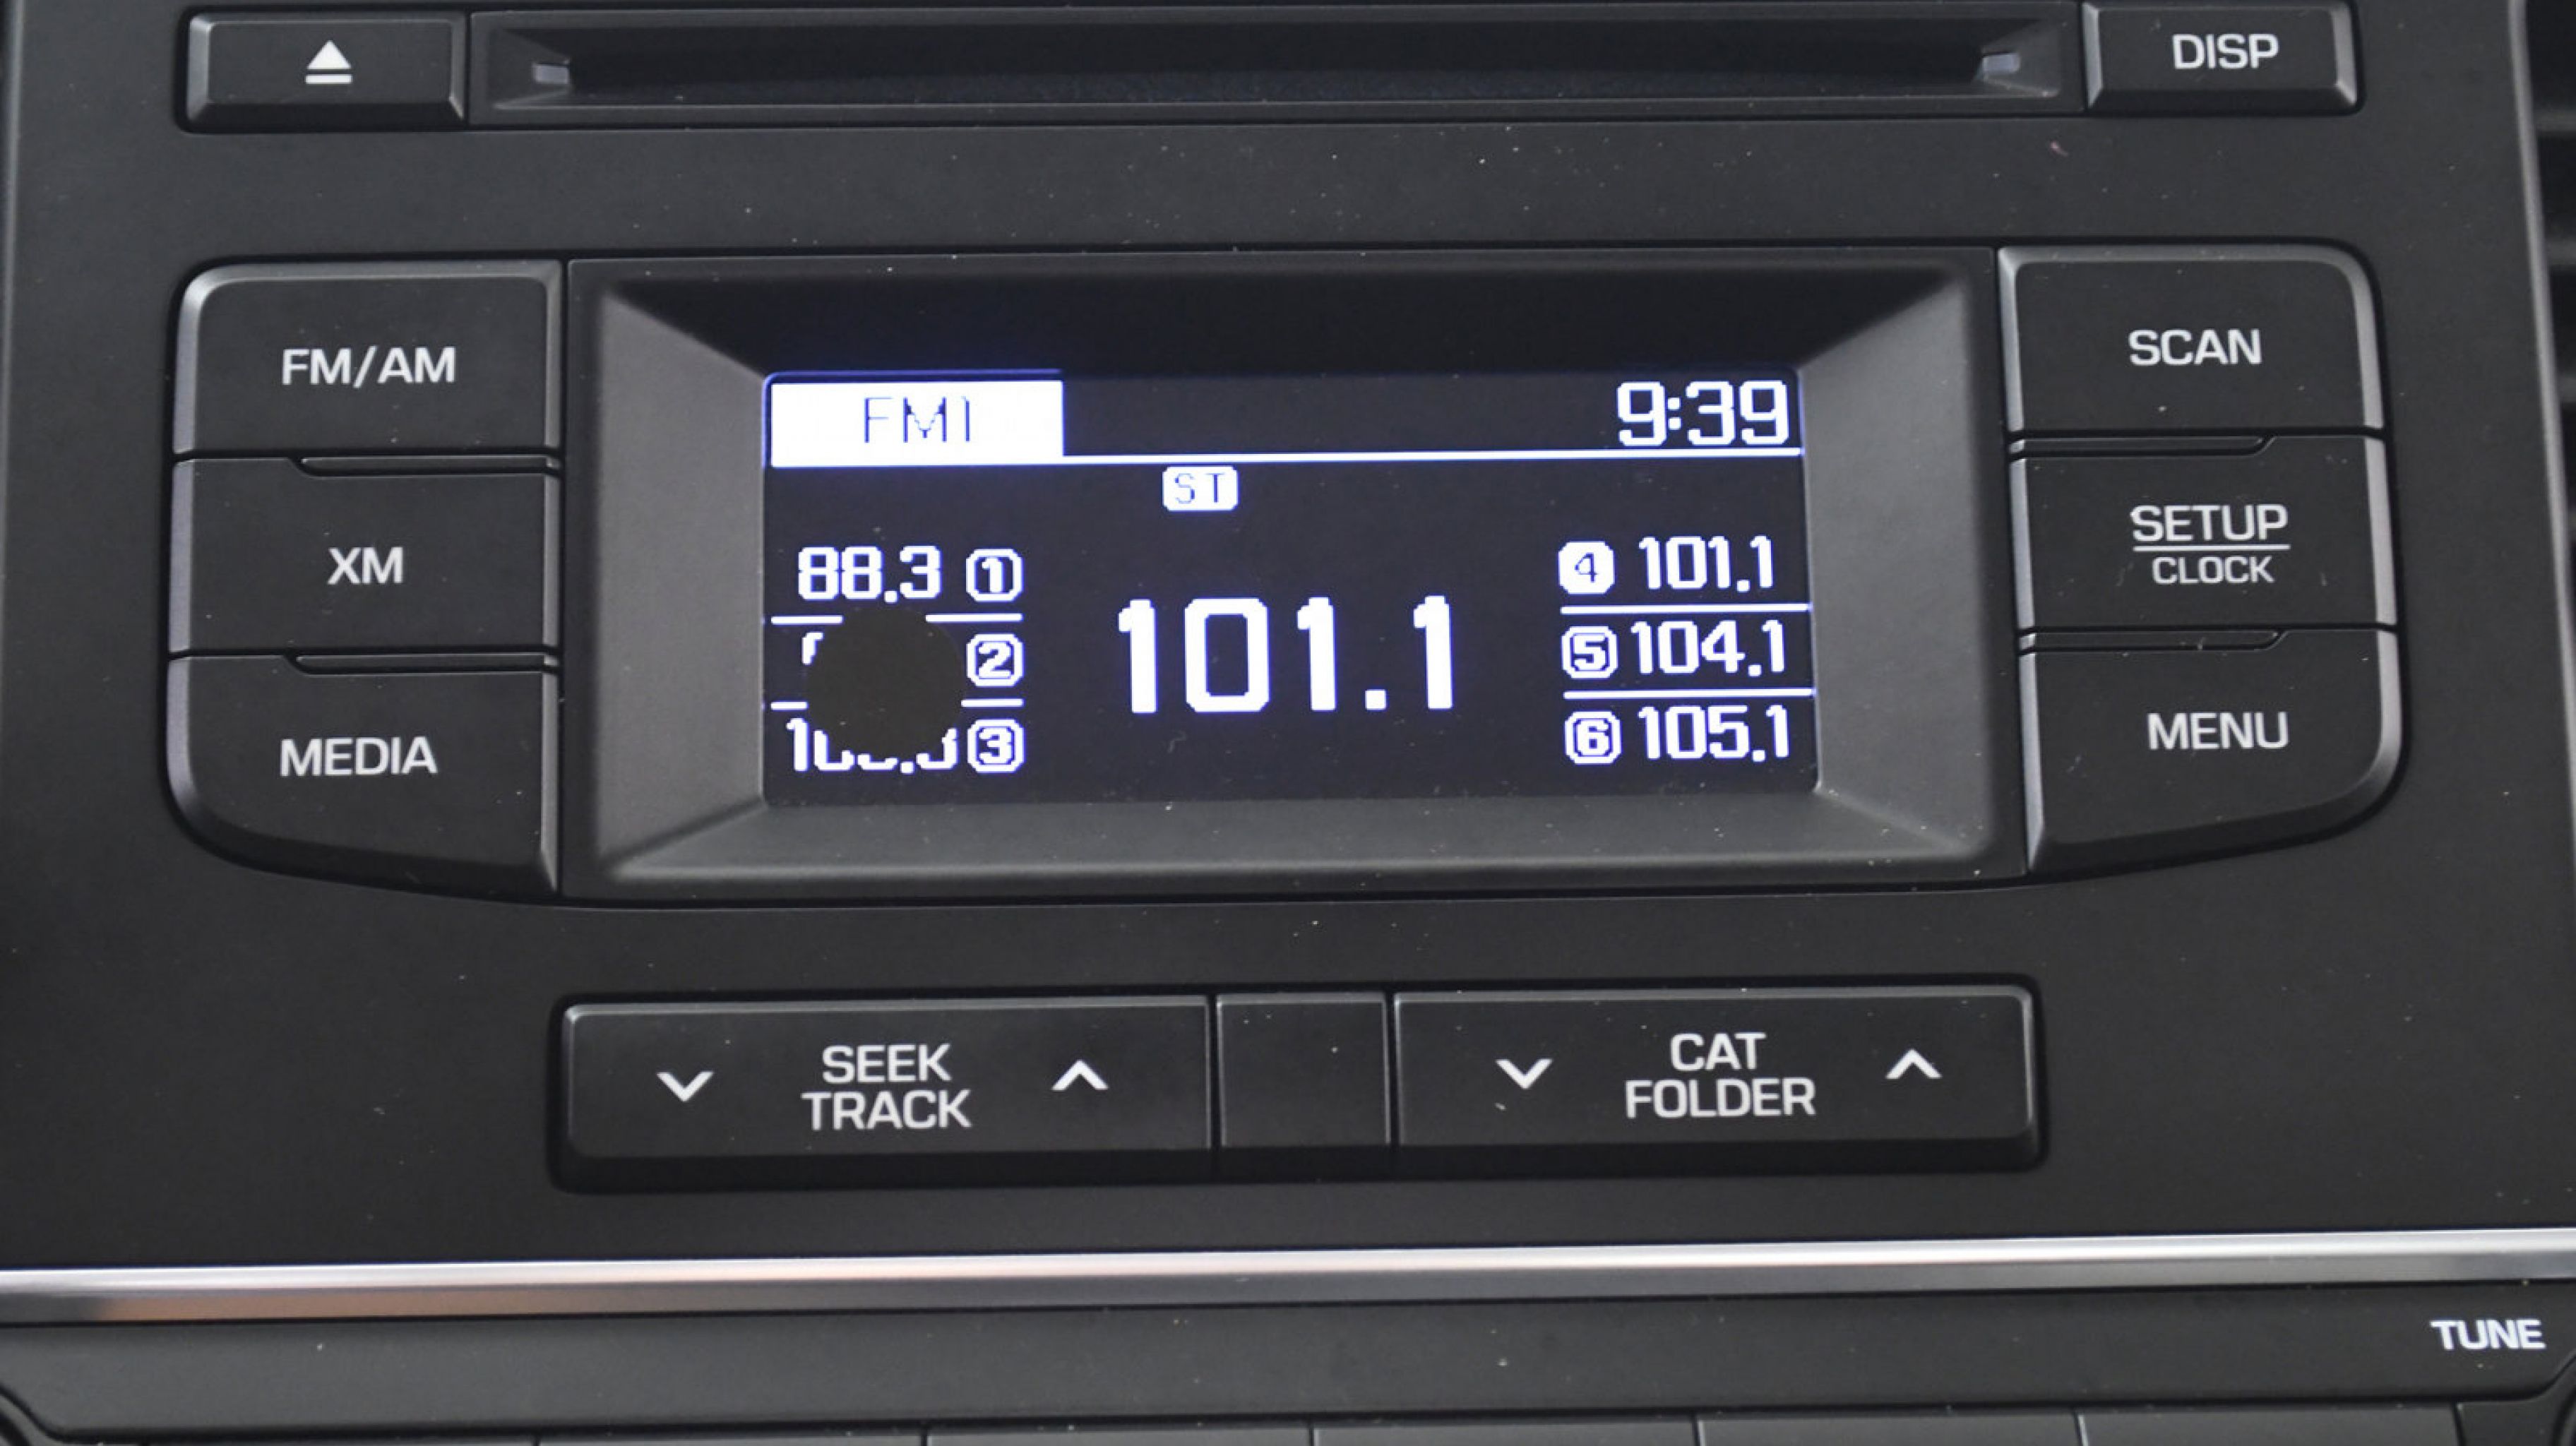 DISP
FM/AM
XM
MEDIA
FM1
9:39
ST
88.3 1
2
3
101.1
4 101.1
5 104.1
6 105.1
SCAN
SETUP
CLOCK
MENU
SEEK
TRACK
CAT
FOLDER
TUNE